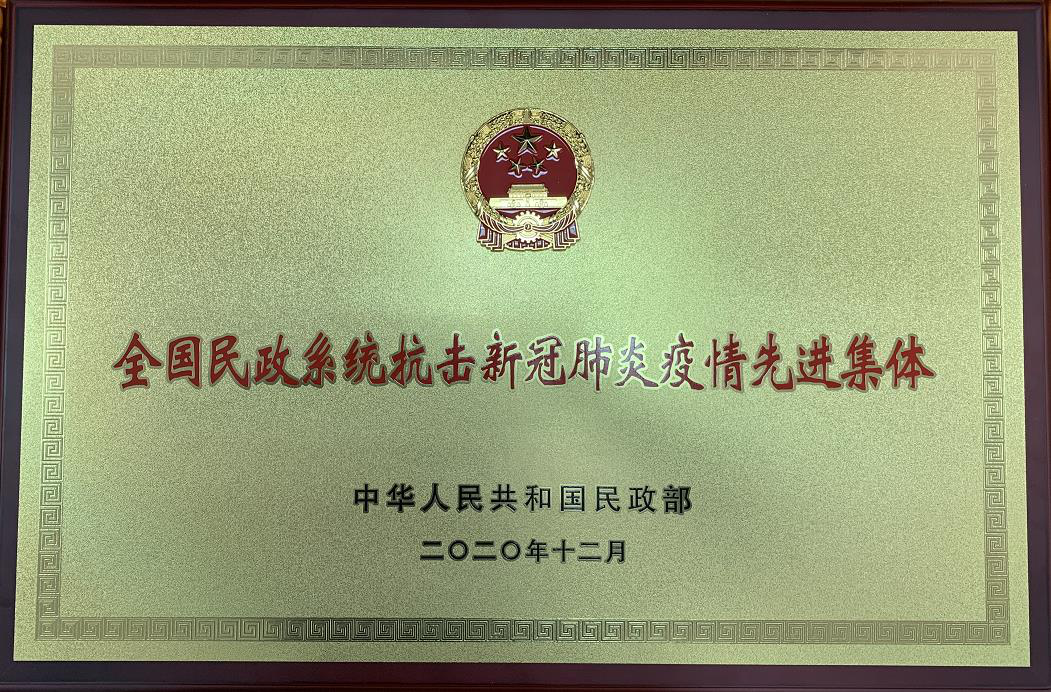 全国民政系统抗击新冠肺炎疫情先进集体
中华人民共和国民政部
二〇二〇年十二月